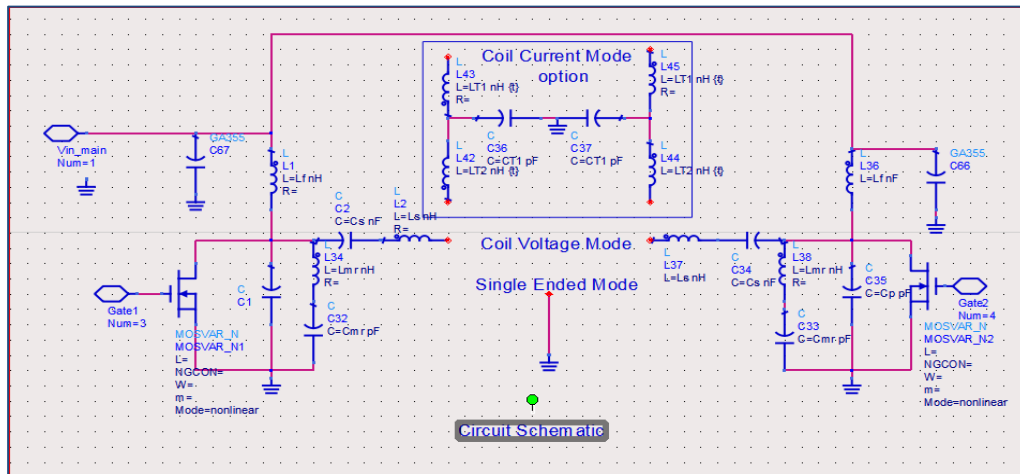 Coil Current Mode
option
L
L43
L=LT1 nH {t}
R=
L
L45
L=LT1 nH {t}
R=
C
C36
C=CT1 pF
C
C37
C=CT1 pF
L
L42
L=LT2 nH {t}
R=
L
L44
L=LT2 nH {t}
R=
Vin_main
Num=1
GA355
C67
L
L1
L=Lf nH
R=
L
L36
L=Lf nF
GA355
C66
C
C2
C=Cs nF
L
L2
L=Ls nH
R=
Coil Voltage Mode
L
L37
L=Ls nH
C
C34
C=Cs nF
L
L34
L=Lmr nH
R=
L
L38
L=Lmr nH
R=
Single Ended Mode
Gate1
Num=3
C
C1
C
C32
C=Cmr pF
C
C33
C=Cmr pF
C
C35
C=Cp pF
Gate2
Num=4
MOSVAR_N
MOSVAR_N1
L=
NGCON=
W=
m=
Mode=nonlinear
MOSVAR_N
MOSVAR_N2
L=
NGCON=
W=
m=
Mode=nonlinear
Circuit Schematic